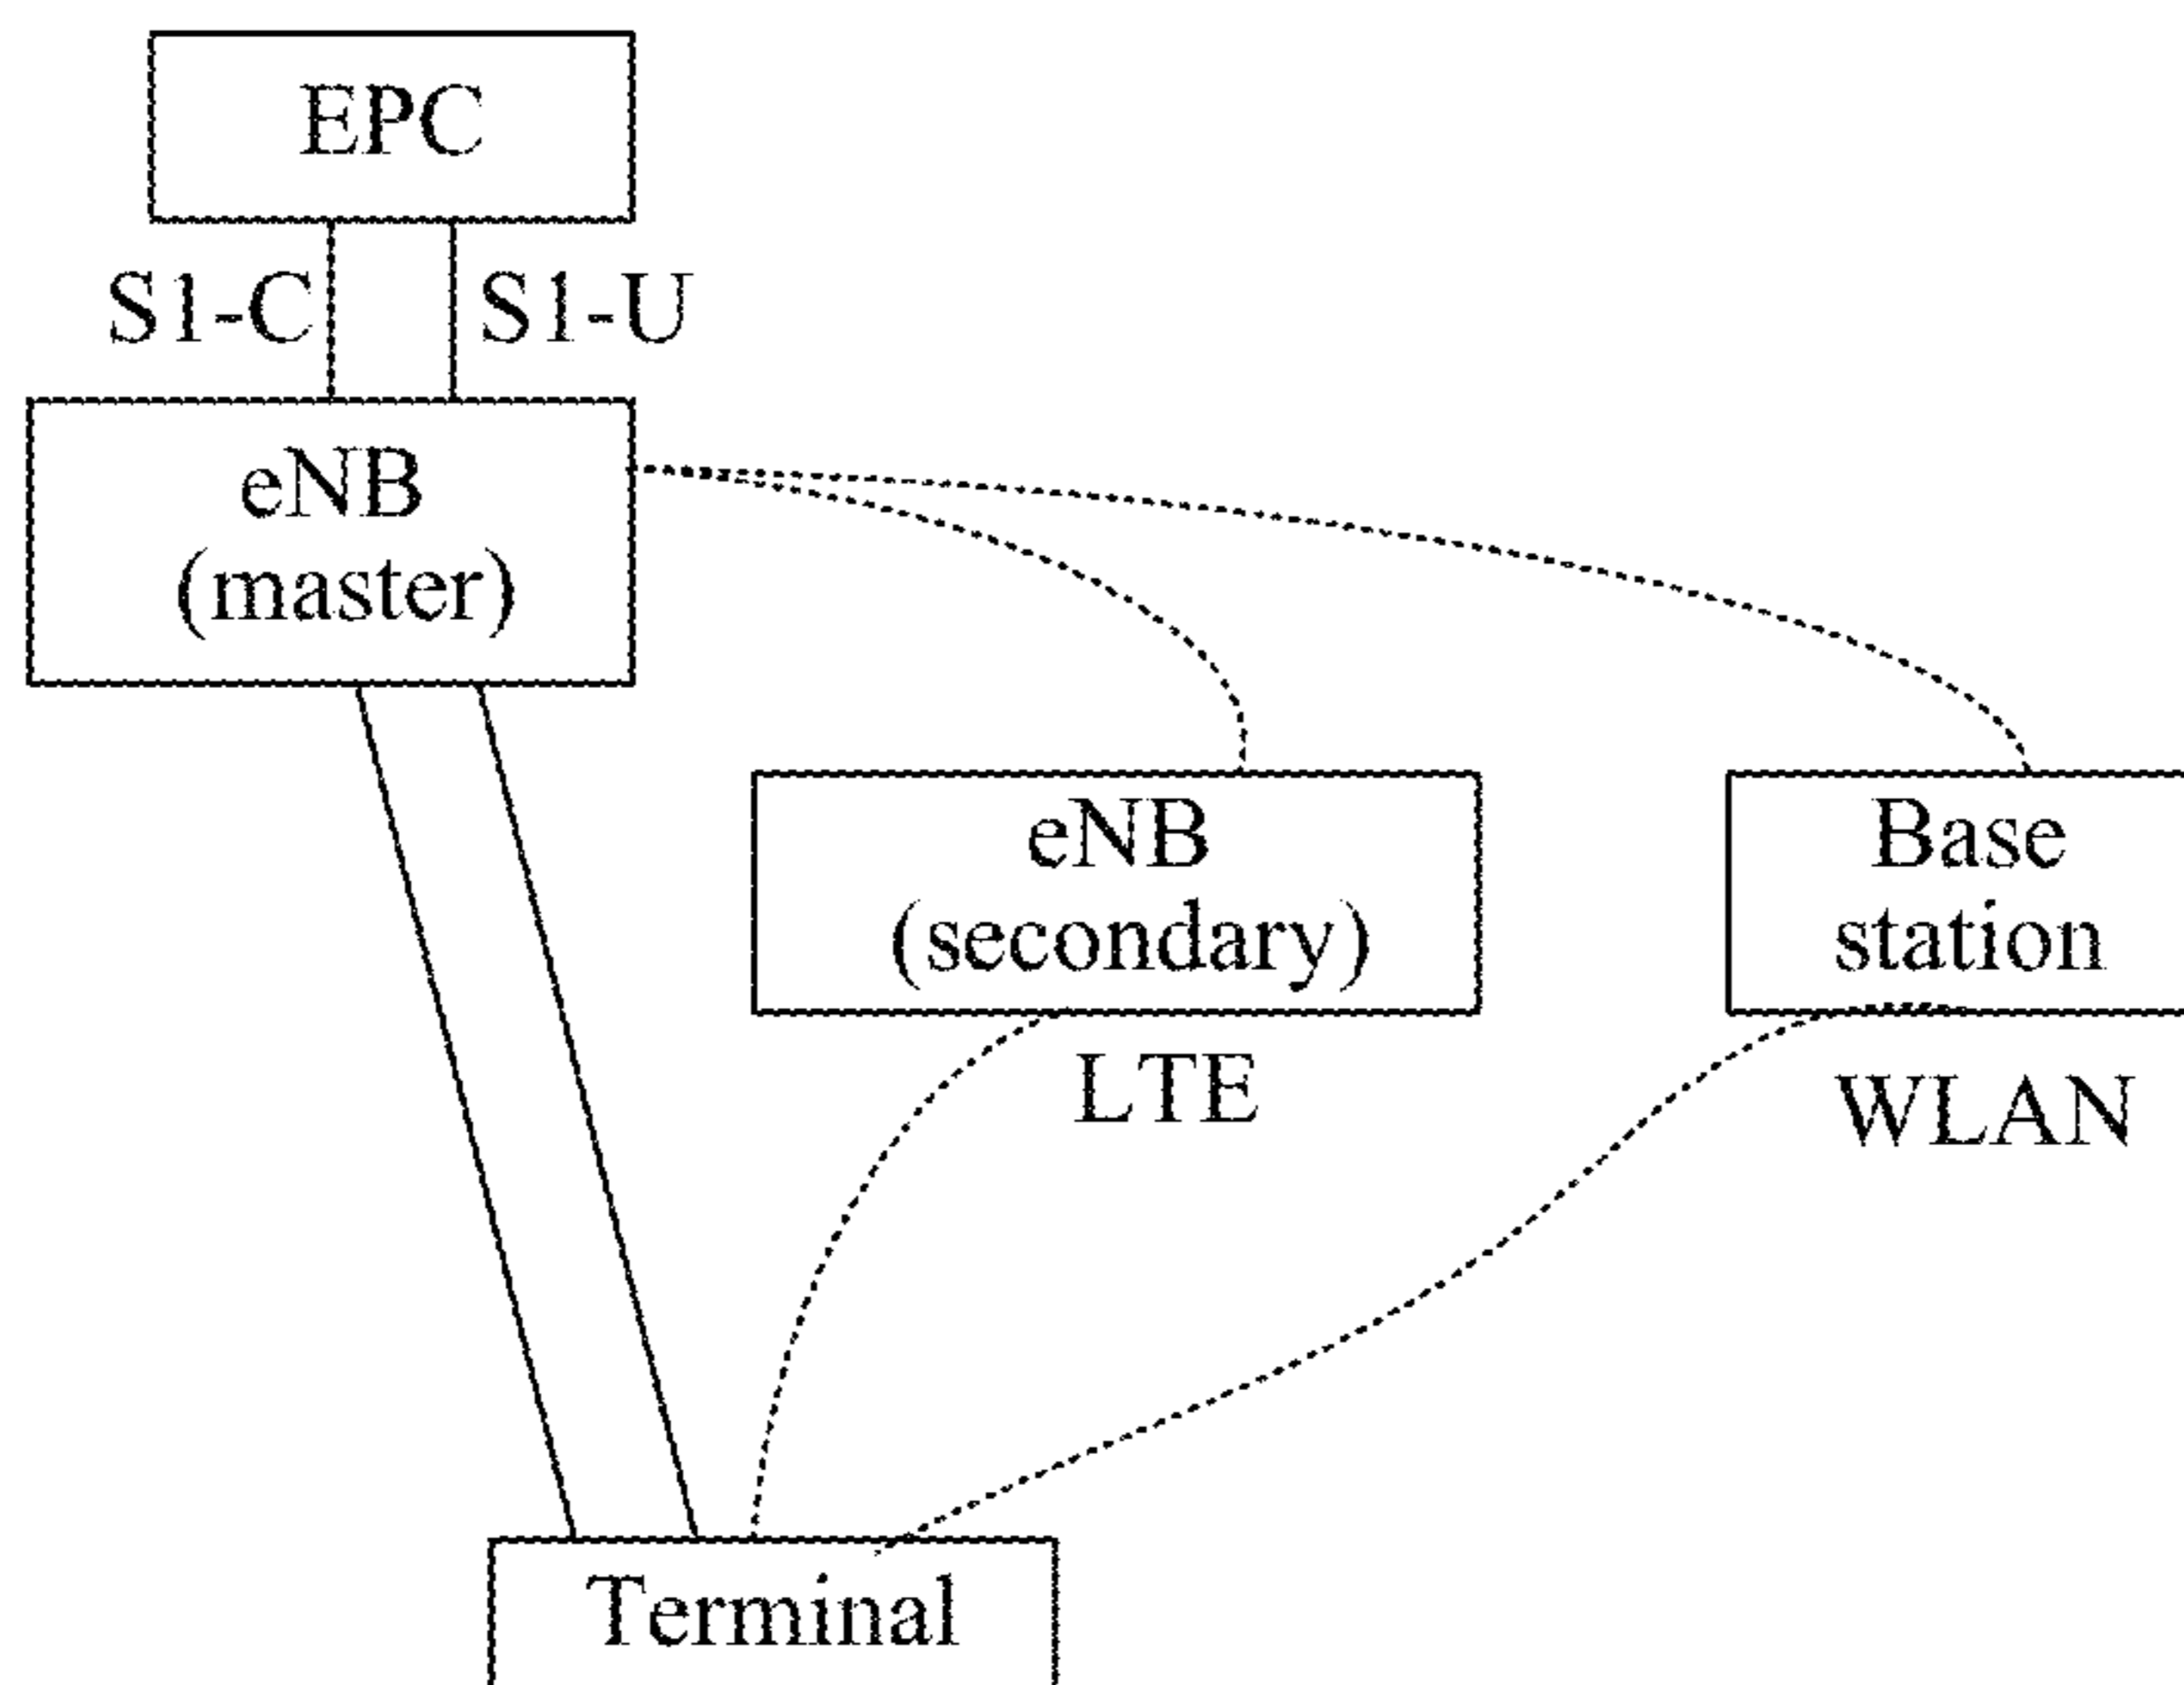 EPC
S1-C
S1-U
eNB
(master)
eNB
(secondary)
LTE
Base
station
WLAN
Terminal